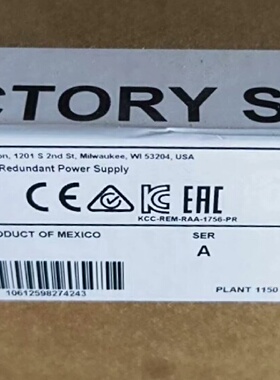 CTORY S
on, 1201 S 2nd St, Milwaukee, WI 53204, USA
Redundant Power Supply
CE EAC
KCC-REM-RAA-1756-PR
ODUCT OF MEXICO
SER
A
PLANT 1150
10612598274243